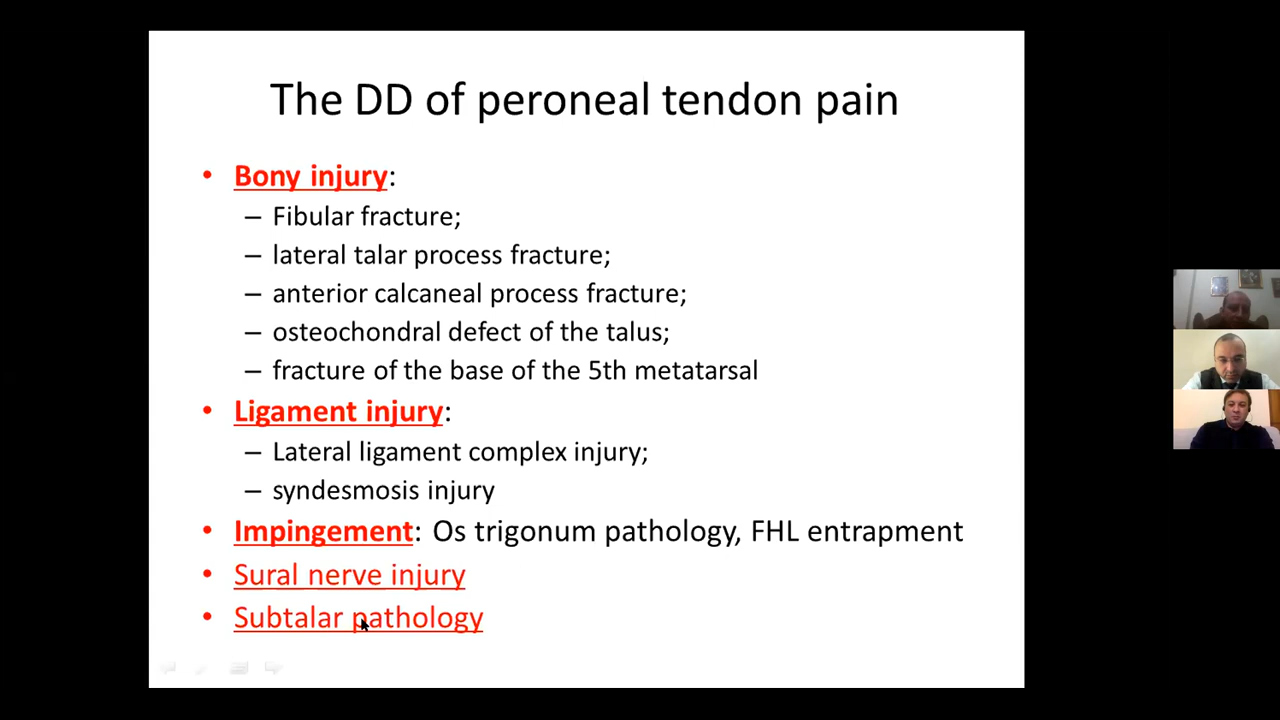 The DD of peroneal tendon pain
• Bony injury:
– Fibular fracture;
– lateral talar process fracture;
– anterior calcaneal process fracture;
– osteochondral defect of the talus;
– fracture of the base of the 5th metatarsal
• Ligament injury:
– Lateral ligament complex injury;
– syndesmosis injury
• Impingement: Os trigonum pathology, FHL entrapment
• Sural nerve injury
• Subtalar pathology